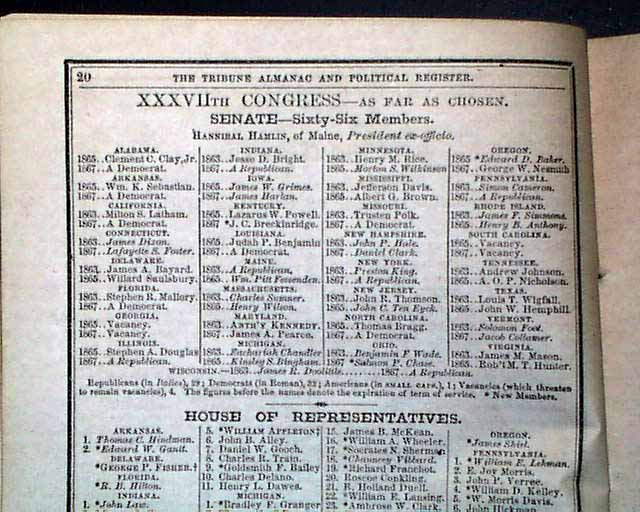 20
THE TRIBUNE ALMANAC AND POLITICAL REGISTER.
XXXVIITH CONGRESS—AS FAR AS CHOSEN.
SENATE—Sixty-Six Members.
HANNIBAL HAMLIN, of Maine, President ex-officio.
ALABAMA.
1865..Clement C. Clay, Jr.
1867..A Democrat.
ARKANSAS.
1865..Wm. K. Sebastian.
1867..A Democrat.
CALIFORNIA.
1863..Milton S. Latham.
1867..A Democrat.
CONNECTICUT.
1863..James Dixon.
1867..Lafayette S. Foster.
DELAWARE.
1863..James A. Bayard.
1865..Willard Saulsbury.
FLORIDA.
1863..Stephen R. Mallory.
1867..A Democrat.
GEORGIA.
1865..Vacancy.
1867..Vacancy.
ILLINOIS.
1865..Stephen A. Douglas
1867..A Republican.
INDIANA.
1863..Jesse D. Bright.
1867..A Republican.
IOWA.
1865..James W. Grimes.
1867..James Harlan.
KENTUCKY.
1865..Lazarus W. Powell.
1867 *J. C. Breckinridge.
LOUISIANA.
1865..Judah P. Benjamin
1867..A Democrat.
MAINE.
1863..A Republican,
1865..Wm. Pitt Fessenden.
MASSACHUSETTS.
1863..Charles Sumner.
1865..Henry Wilson.
MARYLAND.
1863..ANTH'Y KENNEDY.
1867..James A. Pearce.
MICHIGAN.
1863..Zachariah Chandler
1865..Kinsley S. Bingham.
MINNESOTA.
1863..Henry M. Rice.
1865..Morton S. Wilkinson
MISSISSIPPI.
1863..Jefferson Davis.
1865..Albert G. Brown.
MISSOURI.
1863..Trusten Polk.
1867..A Democrat.
NEW HAMPSHIRE.
1863..John P. Hale.
1867..Daniel Clark.
NEW YORK.
1863..Preston King.
1867..A Republican.
NEW JERSEY.
1863..John R. Thomson.
1865..John C. Ten Eyck.
NORTH CAROLINA.
1865..Thomas Bragg.
1867..A Democrat.
OHIO.
1863..Benjamin F. Wade.
1867 *Salmon P. Chase.
OREGON.
1865 *Edward D. Baker.
1867..George W. Nesmith
PENNSYLVANIA.
1863..Simon Cameron.
1867..A Republican.
RHODE ISLAND.
1863..James F. Simmons.
1865..Henry B. Anthony.
SOUTH CAROLINA.
1865..Vacancy.
1867..Vacancy.
TENNESSEE.
1863..Andrew Johnson.
1865..A. O. P. Nicholson.
TEXAS.
1863..Louis T. Wigfall.
1865..John W. Hemphill.
VERMONT.
1863..Solomon Foot.
1867..Jacob Collamer.
VIRGINIA.
1863..James M. Mason.
1865..Rob't M. T. Hunter.
WISCONSIN.—1863..James R. Doolittle.........1867..A Republican.
Republicans (in Italics), 29; Democrats (in Roman), 32; Americans (in SMALL CAPS,), 1; Vacancies (which threaten
to remain vacancies), 4. The figures before the names denote the expiration of term of service. * New Members.
HOUSE OF REPRESENTATIVES.
ARKANSAS.
1. Thomas C. Hindman.
2. *Edward W. Gantt.
DELAWARE.
*GEORGE P. FISHER.†
FLORIDA.
*R. B. Hilton.
INDIANA.
1. *John Law.
5. *WILLIAM APPLETON‡
6. John B. Alley.
7. Daniel W. Gooch.
8. Charles R. Train.
9. *Goldsmith F. Bailey
10. Charles Delano.
11. Henry L. Dawes.
MICHIGAN.
1. *Bradley F. Granger
15. James B. McKean.
16. *William A. Wheeler.
17. *Socrates N. Sherman
18. *Chauncey Vibbard.
19. *Richard Franchot.
20. Roscoe Conkling.
21. R. Holland Duell.
22. *William E. Lansing.
23. *Ambrose W. Clark.
OREGON.
*James Shiel.
PENNSYLVANIA.
1. *William E. Lehman.
2. E. Joy Morris.
3. John P. Verree.
4. *William D. Kelley.
5. *W. Morris Davis.
6. John Hickman